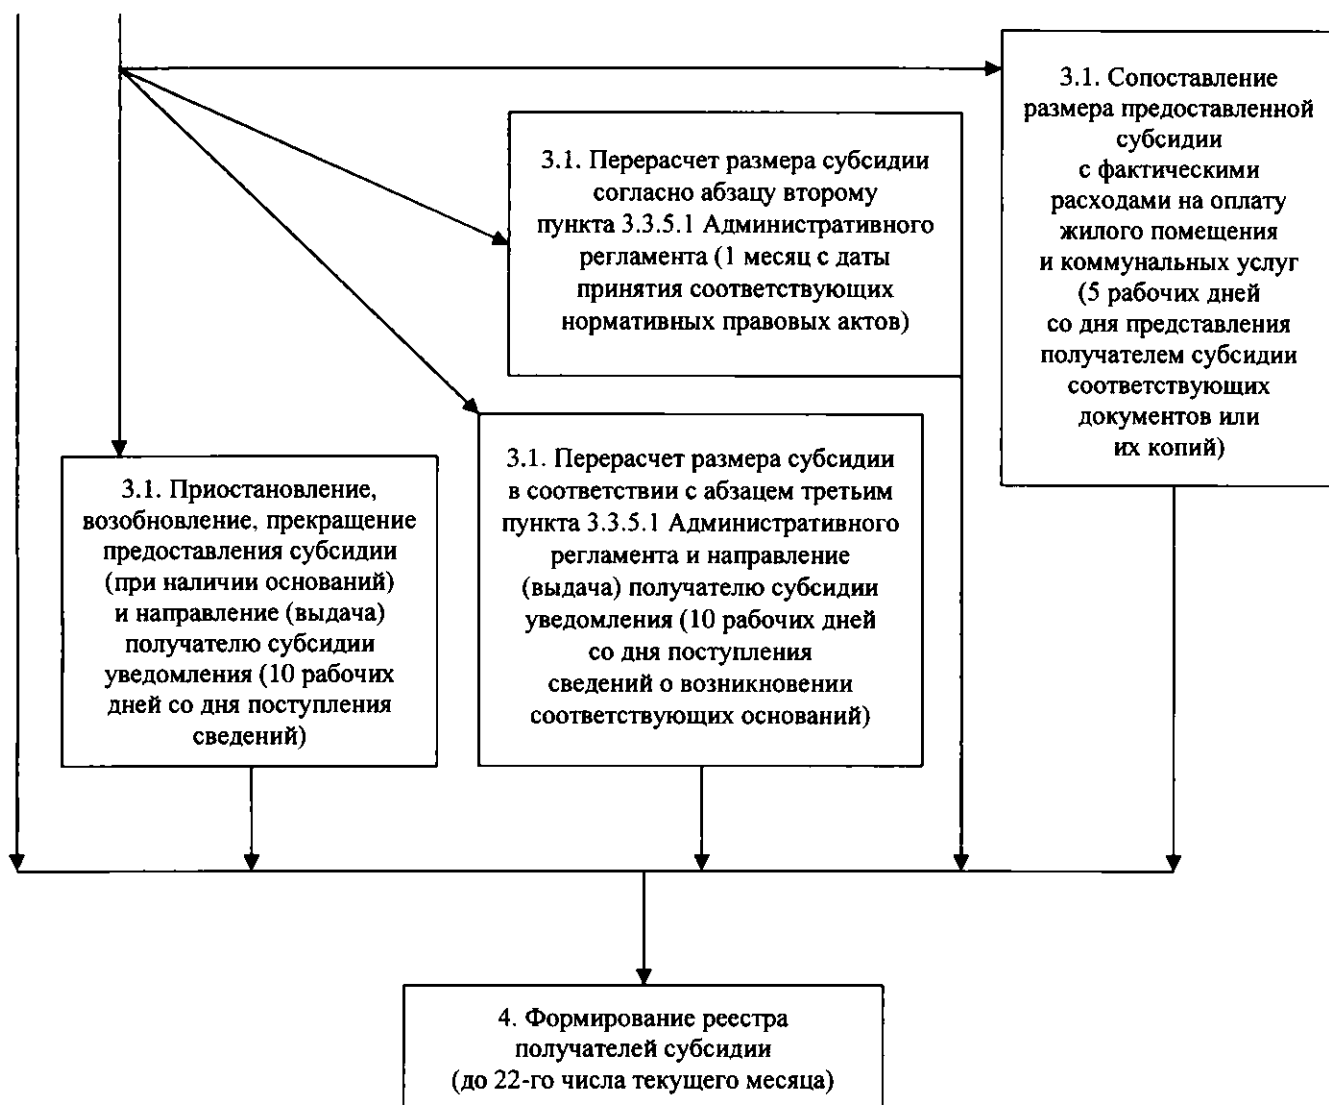 3.1. Сопоставление
размера предоставленной
субсидии
с фактическими
расходами на оплату
жилого помещения
и коммунальных услуг
(5 рабочих дней
со дня представления
получателем субсидии
соответствующих
документов или
их копий)
3.1. Перерасчет размера субсидии
согласно абзацу второму
пункта 3.3.5.1 Административного
регламента (1 месяц с даты
принятия соответствующих
нормативных правовых актов)
3.1. Приостановление,
возобновление, прекращение
предоставления субсидии
(при наличии оснований)
и направление (выдача)
получателю субсидии
уведомления (10 рабочих
дней со дня поступления
сведений)
3.1. Перерасчет размера субсидии
в соответствии с абзацем третьим
пункта 3.3.5.1 Административного
регламента и направление
(выдача) получателю субсидии
уведомления (10 рабочих дней
со дня поступления
сведений о возникновении
соответствующих оснований)
4. Формирование реестра
получателей субсидии
(до 22-го числа текущего месяца)